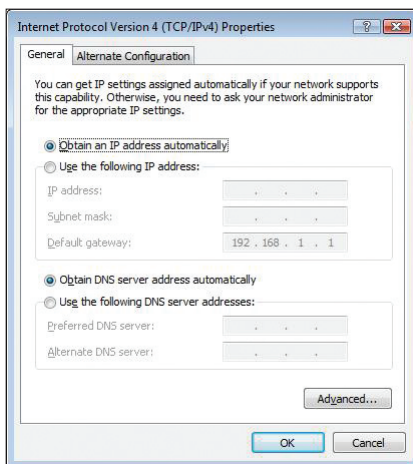 Internet Protocol Version 4 (TCP/IPv4) Properties
General
Alternate Configuration
You can get IP settings assigned automatically if your network supports
this capability. Otherwise, you need to ask your network administrator
for the appropriate IP settings.
Obtain an IP address automatically
Use the following IP address:
IP address:
. . .
Subnet mask:
. . .
Default gateway:
192 . 168 . 1 . 1
Obtain DNS server address automatically
Use the following DNS server addresses:
Preferred DNS server:
. . .
Alternate DNS server:
. . .
Advanced...
OK
Cancel